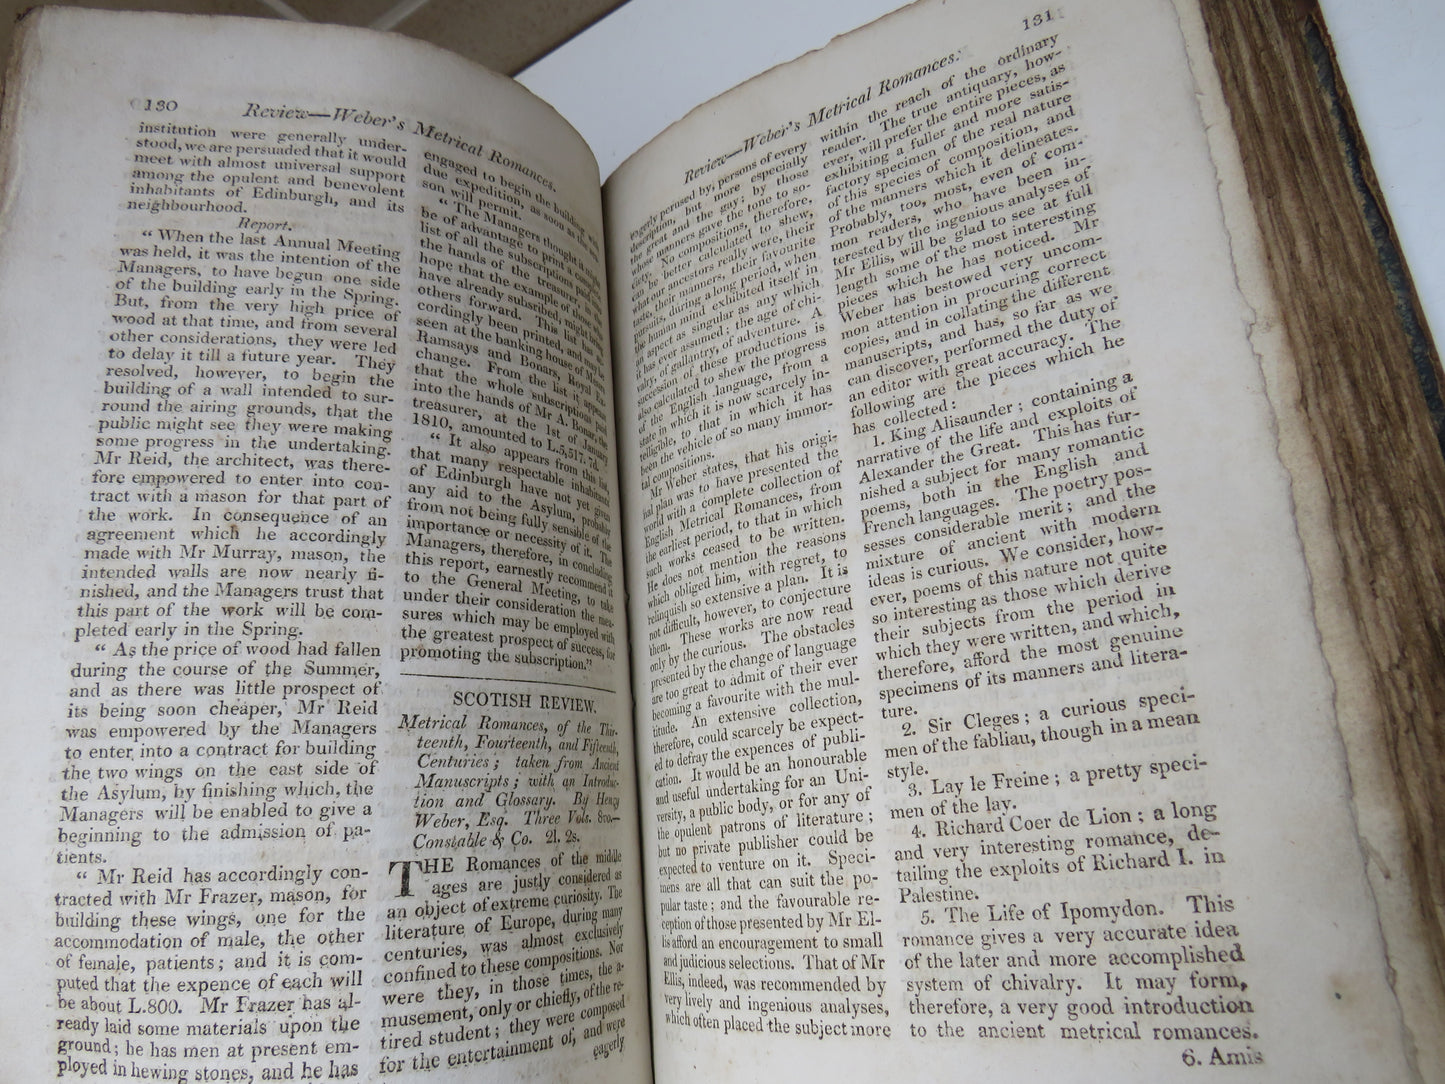 130
Review—Weber's Metrical Romances.
institution were generally under-
stood, we are persuaded that it would
meet with almost universal support
among the opulent and benevolent
inhabitants of Edinburgh, and its
neighbourhood.
Report.
“ When the last Annual Meeting
was held, it was the intention of the
Managers, to have begun one side
of the building early in the Spring.
But, from the very high price of
wood at that time, and from several
other considerations, they were led
to delay it till a future year. They
resolved, however, to begin the
building of a wall intended to sur-
round the airing grounds, that the
public might see they were making
some progress in the undertaking.
Mr Reid, the architect, was there-
fore empowered to enter into con-
tract with a mason for that part of
the work. In consequence of an
agreement which he accordingly
made with Mr Murray, mason, the
intended walls are now nearly fi-
nished, and the Managers trust that
this part of the work will be com-
pleted early in the Spring.
“ As the price of wood had fallen
during the course of the Summer,
and as there was little prospect of
its being soon cheaper, Mr Reid
was empowered by the Managers
to enter into a contract for building
the two wings on the east side of
the Asylum, by finishing which, the
Managers will be enabled to give a
beginning to the admission of pa-
tients.
“ Mr Reid has accordingly con-
tracted with Mr Frazer, mason, for
building these wings, one for the
accommodation of male, the other
of female, patients; and it is com-
puted that the expence of each will
be about L.800. Mr Frazer has al-
ready laid some materials upon the
ground; he has men at present em-
ployed in hewing stones, and he has
engaged to begin the building with
due expedition, as soon as the
son will permit.
“ The Managers thought it might
be of advantage to print a complete
list of all the subscriptions paid into
the hands of the treasurer, in the
hope that the example of those who
have already subsribed, might bring
others forward. This list has ac-
cordingly been printed, and may be
seen at the banking house of Messrs
Ramsays and Bonars, Royal Ex-
change. From the list it appears
that the whole subscriptions paid
into the hands of Mr A. Bonar, the
treasurer, at the 1st of January
1810, amounted to L.5,517. 7d.
“ It also appears from this list,
that many respectable inhabitants
of Edinburgh have not yet given
any aid to the Asylum, probably
from not being fully sensible of the
importance or necessity of it. The
Managers, therefore, in concluding
this report, earnestly recommend it
to the General Meeting, to take
under their consideration the mea-
sures which may be employed with
the greatest prospect of success, for
promoting the subscription.”
SCOTISH REVIEW.
Metrical Romances, of the Thir-
teenth, Fourteenth, and Fifteenth,
Centuries; taken from Ancient
Manuscripts; with an Introduc-
tion and Glossary. By Henry
Weber, Esq. Three Vols. 8vo.—
Constable & Co. 2l. 2s.
THE Romances of the middle
ages are justly considered as
an object of extreme curiosity. The
literature of Europe, during many
centuries, was almost exclusively
confined to these compositions. Nor
were they, in those times, the a-
musement, only or chiefly, of the re-
tired student; they were composed
for the entertainment of, and were
eagerly
131
Review—Weber's Metrical Romances.
eagerly perused by, persons of every
description, but more especially
the great and the gay; by those
whose manners gave the tone to so-
ciety. No compositions, therefore,
can be better calculated to shew,
what our ancestors really were, their
taste, their manners, their favourite
pursuits, during a long period, when
the human mind exhibited itself in
an aspect as singular as any which
it has ever assumed; the age of chi-
valry, of gallantry, of adventure. A
succession of these productions is
also calculated to shew the progress
of the English language, from a
state in which it is now scarcely in-
telligible, to that in which it has
been the vehicle of so many immor-
tal compositions.
Mr Weber states, that his origi-
nal plan was to have presented the
world with a complete collection of
English Metrical Romances, from
the earliest period, to that in which
such works ceased to be written.
He does not mention the reasons
which obliged him, with regret, to
relinquish so extensive a plan. It is
not difficult, however, to conjecture
them. These works are now read
only by the curious. The obstacles
presented by the change of language
are too great to admit of their ever
becoming a favourite with the mul-
titude. An extensive collection,
therefore, could scarcely be expect-
ed to defray the expences of publi-
cation. It would be an honourable
and useful undertaking for an Uni-
versity, a public body, or for any of
the opulent patrons of literature;
but no private publisher could be
expected to venture on it. Speci-
mens are all that can suit the po-
pular taste; and the favourable re-
ception of those presented by Mr El-
lis afford an encouragement to small
and judicious selections. That of Mr
Ellis, indeed, was recommended by
very lively and ingenious analyses,
which often placed the subject more
within the reach of the ordinary
reader. The true antiquary, how-
ever, will prefer the entire pieces, as
exhibiting a fuller and more satis-
factory specimen of the real nature
of this species of composition, and
of the manners which it delineates.
Probably, too, most, even of com-
mon readers, who have been in-
terested by the ingenious analyses of
Mr Ellis, will be glad to see at full
length some of the most interesting
pieces which he has noticed. Mr
Weber has bestowed very uncom-
mon attention in procuring correct
copies, and in collating the different
manuscripts, and has, so far as we
can discover, performed the duty of
an editor with great accuracy. The
following are the pieces which he
has collected:
1. King Alisaunder; containing a
narrative of the life and exploits of
Alexander the Great. This has fur-
nished a subject for many romantic
poems, both in the English and
French languages. The poetry pos-
sesses considerable merit; and the
mixture of ancient with modern
ideas is curious. We consider, how-
ever, poems of this nature not quite
so interesting as those which derive
their subjects from the period in
which they were written, and which,
therefore, afford the most genuine
specimens of its manners and litera-
ture.
2. Sir Cleges; a curious speci-
men of the fabliau, though in a mean
style.
3. Lay le Freine; a pretty speci-
men of the lay.
4. Richard Coer de Lion; a long
and very interesting romance, de-
tailing the exploits of Richard I. in
Palestine.
5. The Life of Ipomydon. This
romance gives a very accurate idea
of the later and more accomplished
system of chivalry. It may form,
therefore, a very good introduction
to the ancient metrical romances.
6. Amis